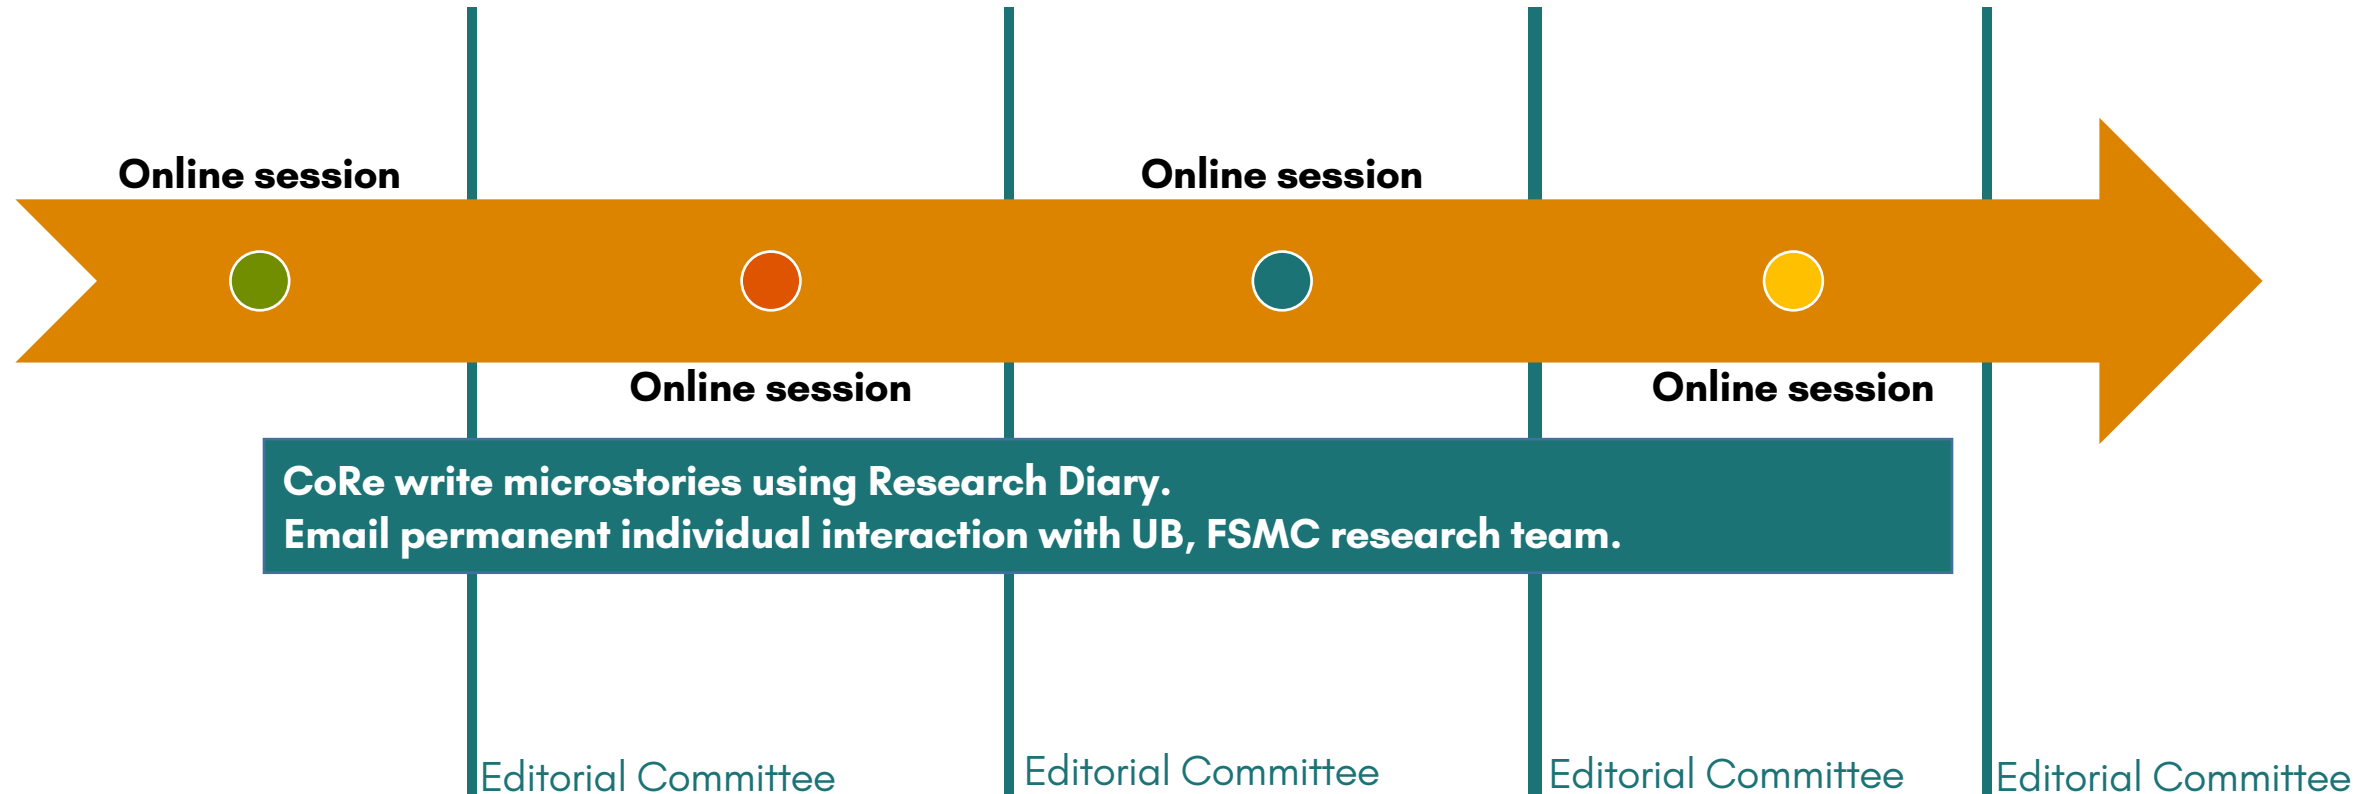 Online session
Online session
Online session
Online session
CoRe write microstories using Research Diary.
Email permanent individual interaction with UB, FSMC research team.
Editorial Committee
Editorial Committee
Editorial Committee
Editorial Committee